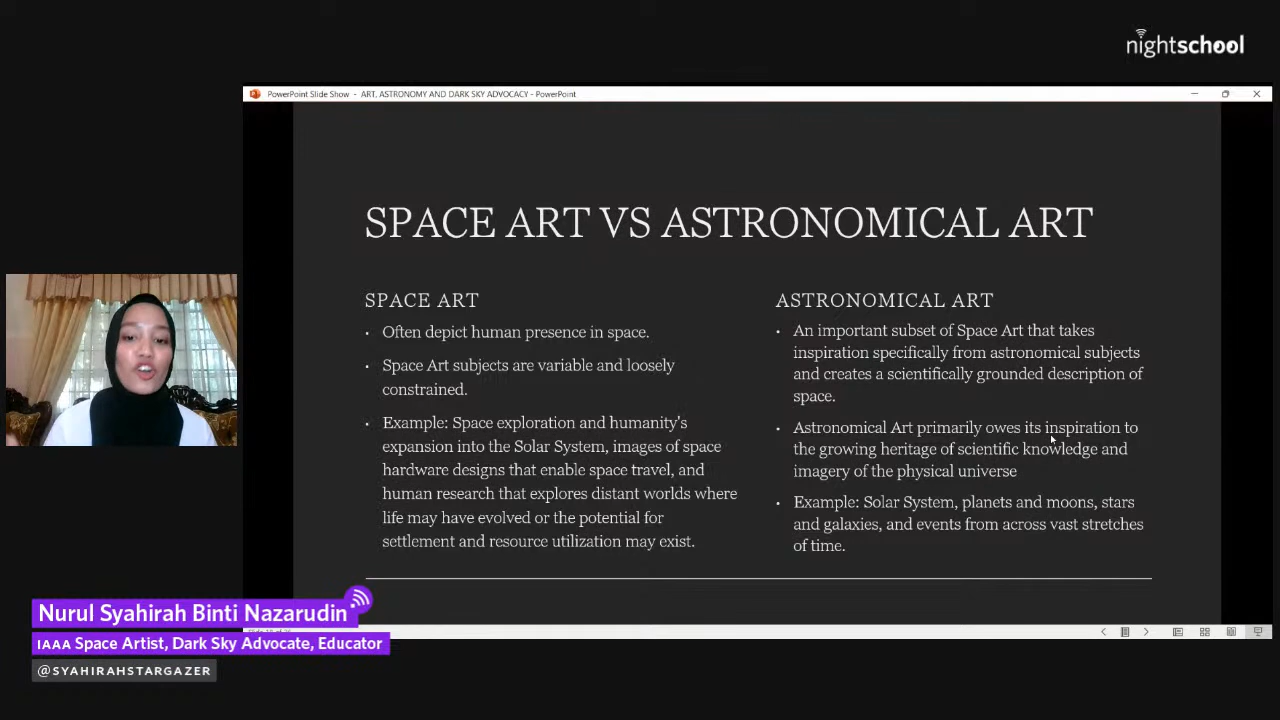 nightschool
PowerPoint Slide Show - ART, ASTRONOMY AND DARK SKY ADVOCACY - PowerPoint
SPACE ART VS ASTRONOMICAL ART
SPACE ART
• Often depict human presence in space.
• Space Art subjects are variable and loosely
constrained.
• Example: Space exploration and humanity's
expansion into the Solar System, images of space
hardware designs that enable space travel, and
human research that explores distant worlds where
life may have evolved or the potential for
settlement and resource utilization may exist.
ASTRONOMICAL ART
• An important subset of Space Art that takes
inspiration specifically from astronomical subjects
and creates a scientifically grounded description of
space.
• Astronomical Art primarily owes its inspiration to
the growing heritage of scientific knowledge and
imagery of the physical universe
• Example: Solar System, planets and moons, stars
and galaxies, and events from across vast stretches
of time.
Nurul Syahirah Binti Nazarudin
IAAA Space Artist, Dark Sky Advocate, Educator
@SYAHIRAHSTARGAZER